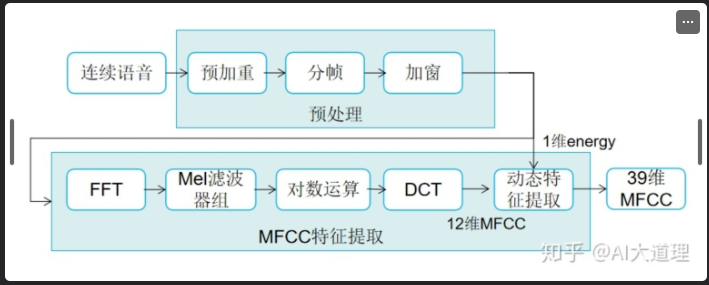 连续语音
预加重
分帧
加窗
预处理
1维energy
FFT
Mel滤波
器组
对数运算
DCT
动态特
征提取
39维
MFCC
12维MFCC
MFCC特征提取
知乎 @AI大道理